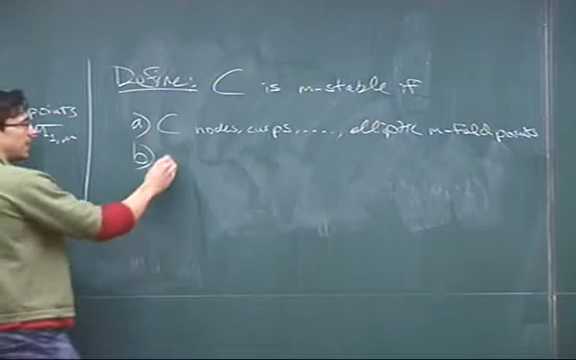 Define: C is m-stable if
points
a) C nodes, cusps, ....., elliptic m-fold points
b)